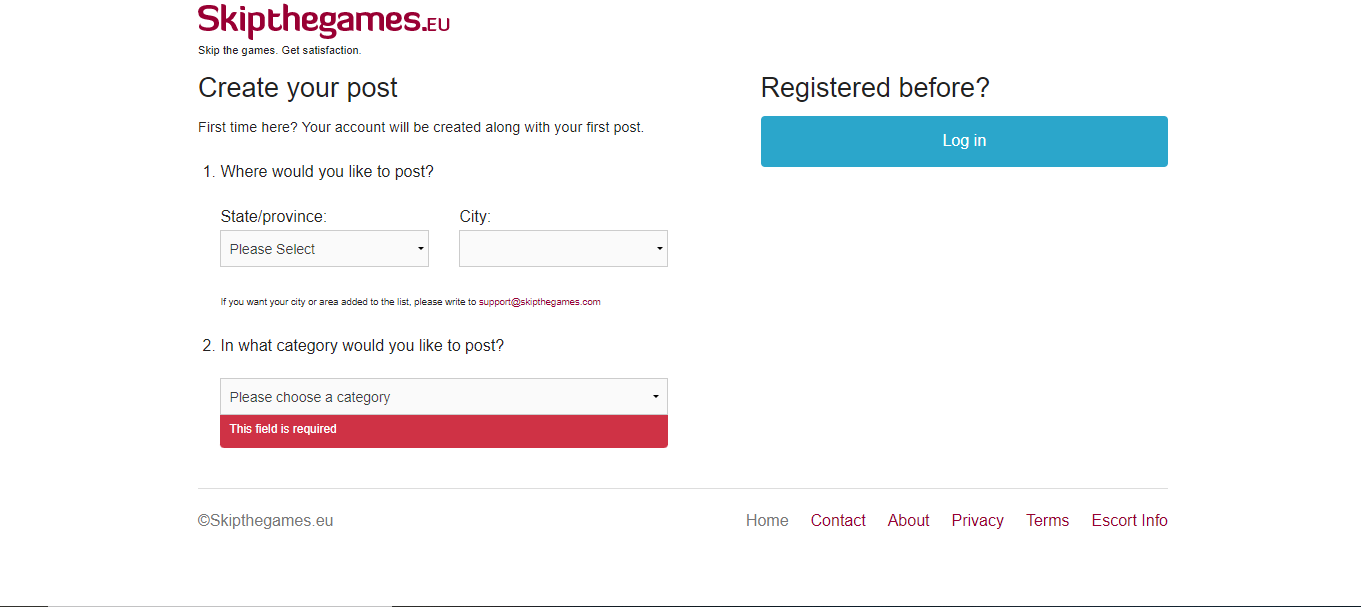 Skipthegames.EU
Skip the games. Get satisfaction.
Create your post
First time here? Your account will be created along with your first post.
1. Where would you like to post?
State/province:
City:
Please Select
If you want your city or area added to the list, please write to support@skipthegames.com
2. In what category would you like to post?
Please choose a category
This field is required
Registered before?
Log in
©Skipthegames.eu
Home Contact About Privacy Terms Escort Info